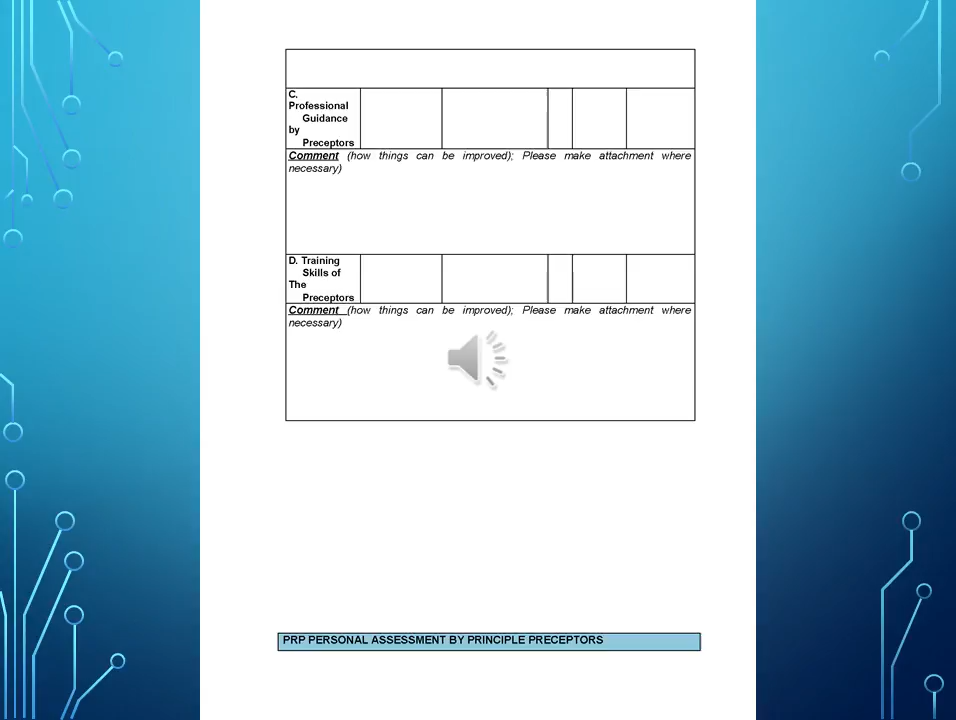 C.
Professional
Guidance
by
Preceptors
Comment (how things can be improved); Please make attachment where
necessary)
D. Training
Skills of
The
Preceptors
Comment (how things can be improved); Please make attachment where
necessary)
PRP PERSONAL ASSESSMENT BY PRINCIPLE PRECEPTORS